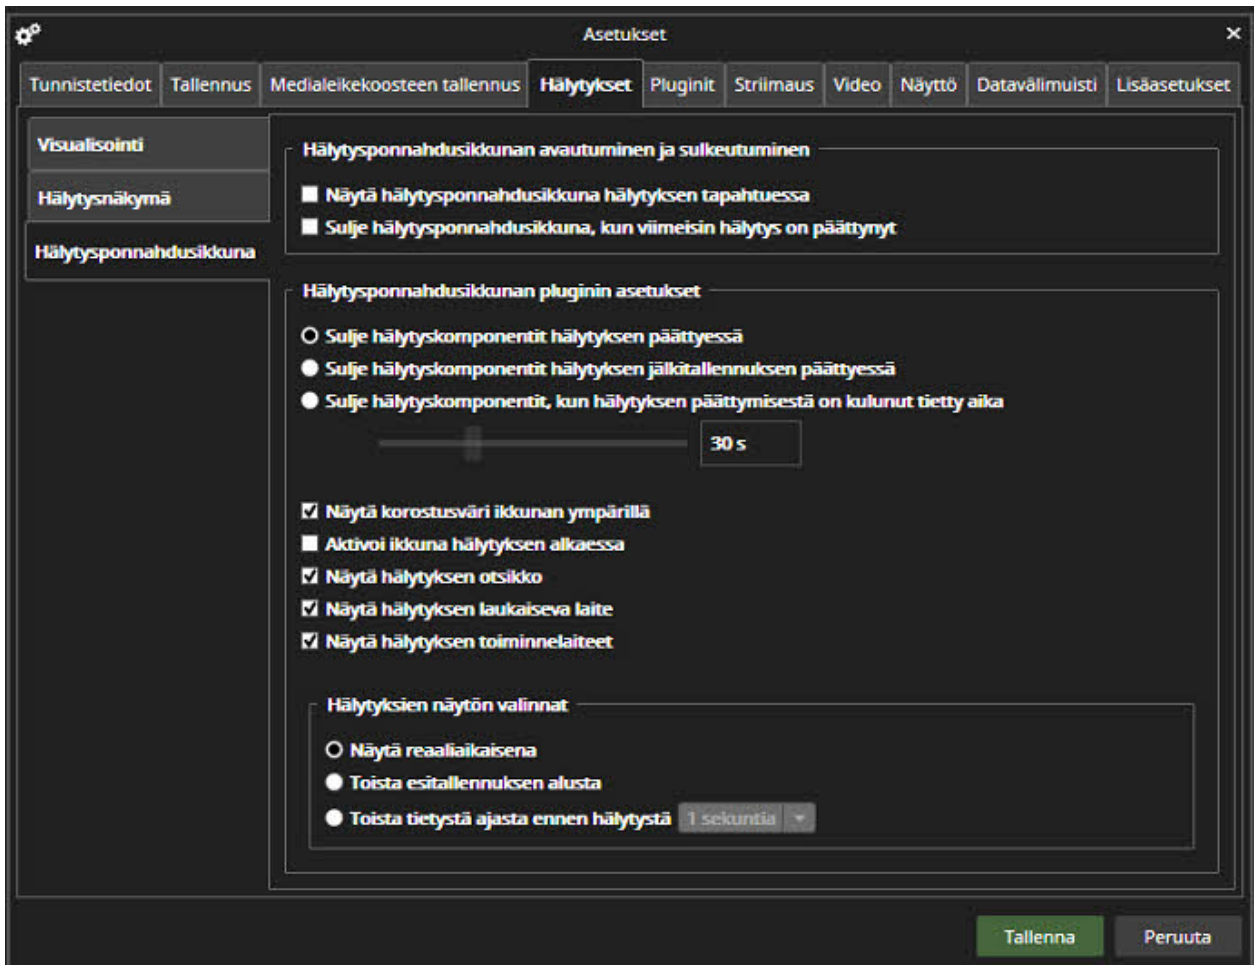 Asetukset
Tunnistetiedot Tallennus Medialeikekoosteen tallennus Hälytykset Pluginit Striimaus Video Näyttö Datavälimuisti Lisäasetukset
Visualisointi
Hälytysnäkymä
Hälytysponnahdusikkuna
Hälytysponnahdusikkunan avautuminen ja sulkeutuminen
Näytä hälytysponnahdusikkuna hälytyksen tapahtuessa
Sulje hälytysponnahdusikkuna, kun viimeisin hälytys on päättynyt
Hälytysponnahdusikkunan pluginin asetukset
Sulje hälytyskomponentit hälytyksen päättyessä
Sulje hälytyskomponentit hälytyksen jälkitallennuksen päättyessä
Sulje hälytyskomponentit, kun hälytyksen päättymisestä on kulunut tietty aika
30 s
Näytä korostusväri ikkunan ympärillä
Aktivoi ikkuna hälytyksen alkaessa
Näytä hälytyksen otsikko
Näytä hälytyksen laukaiseva laite
Näytä hälytyksen toiminnelaiteet
Hälytyksien näytön valinnat
Näytä reaaliaikaisena
Toista esitallennuksen alusta
Toista tietystä ajasta ennen hälytystä 1 sekuntia
Tallenna Peruuta